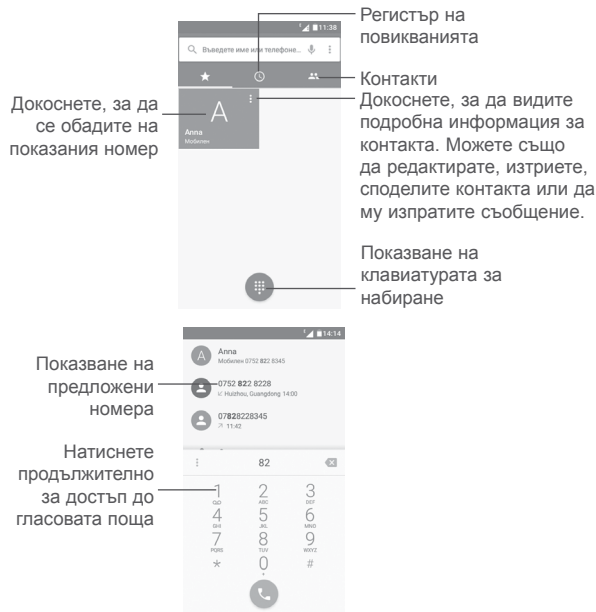 Регистър на
повикванията
11:38
Въведете име или телефоне...
Контакти
Докоснете, за да
се обадите на
показания номер
A
Anna
Мобилен
Докоснете, за да видите
подробна информация за
контакта. Можете също
да редактирате, изтриете,
споделите контакта или да
му изпратите съобщение.
Показване на
клавиатурата за
набиране
14:14
A
Anna
Мобилен 0752 822 8345
Показване на
предложени
номера
0752 822 8228
Huizhou, Guangdong 14:00
07828228345
11:42
Натиснете
продължително
за достъп до
гласовата поща
82
1 2 3
ABC DEF
4 5 6
GHI JKL MNO
7 8 9
PQRS TUV WXYZ
* 0 #
+